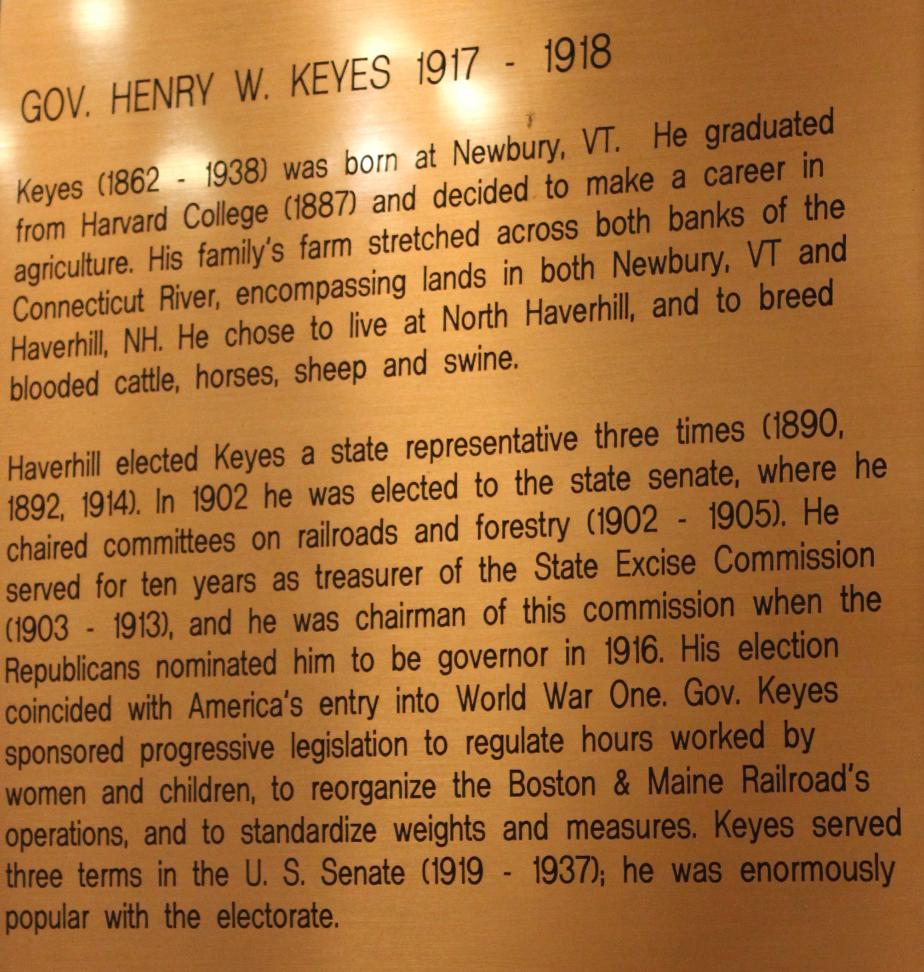 GOV. HENRY W. KEYES 1917 - 1918
Keyes (1862 - 1938) was born at Newbury, VT. He graduated
from Harvard College (1887) and decided to make a career in
agriculture. His family's farm stretched across both banks of the
Connecticut River, encompassing lands in both Newbury, VT and
Haverhill, NH. He chose to live at North Haverhill, and to breed
blooded cattle, horses, sheep and swine.
Haverhill elected Keyes a state representative three times (1890,
1892, 1914). In 1902 he was elected to the state senate, where he
chaired committees on railroads and forestry (1902 - 1905). He
served for ten years as treasurer of the State Excise Commission
(1903 - 1913), and he was chairman of this commission when the
Republicans nominated him to be governor in 1916. His election
coincided with America's entry into World War One. Gov. Keyes
sponsored progressive legislation to regulate hours worked by
women and children, to reorganize the Boston & Maine Railroad's
operations, and to standardize weights and measures. Keyes served
three terms in the U. S. Senate (1919 - 1937); he was enormously
popular with the electorate.